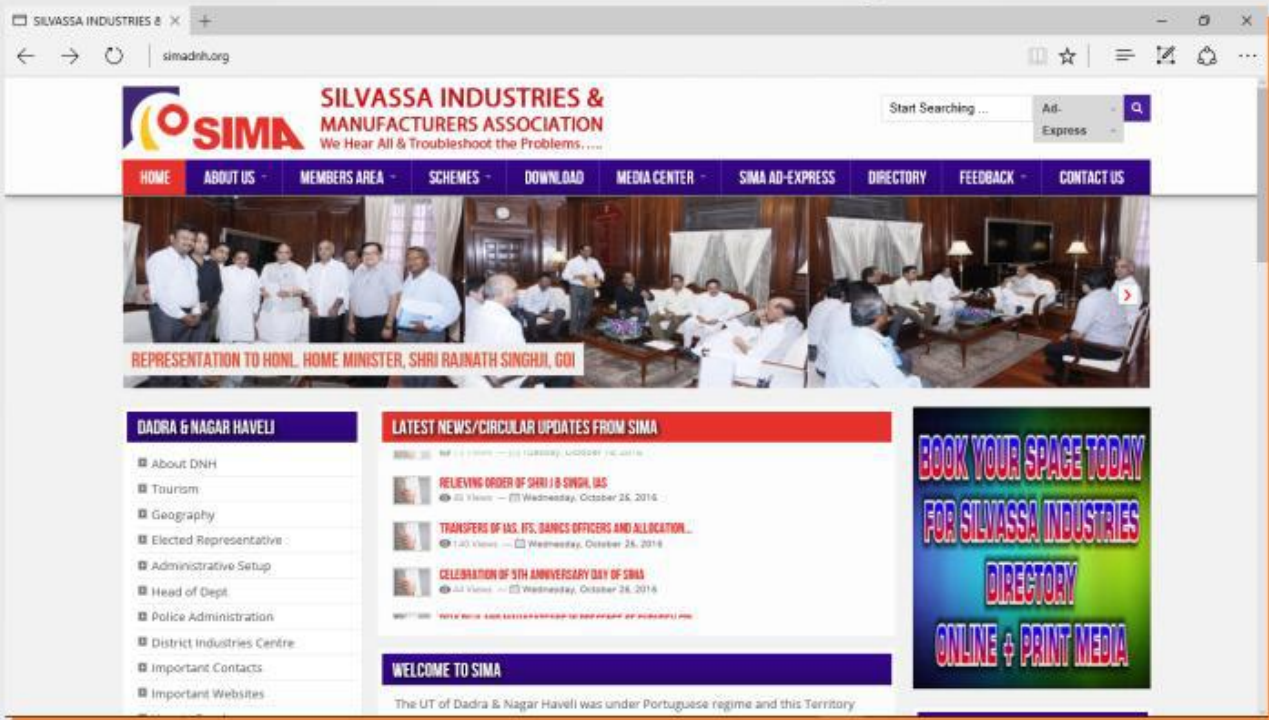 SILVASSA INDUSTRIES &
simadnh.org
SIMA
SILVASSA INDUSTRIES &
MANUFACTURERS ASSOCIATION
We Hear All & Troubleshoot the Problems.....
Start Searching ...
Ad-
Express
HOME ABOUT US MEMBERS AREA SCHEMES DOWNLOAD MEDIA CENTER SIMA AD-EXPRESS DIRECTORY FEEDBACK CONTACT US
REPRESENTATION TO HONL. HOME MINISTER, SHRI RAJNATH SINGHJI, GOI
DADRA & NAGAR HAVELI
About DNH
Tourism
Geography
Elected Representative
Administrative Setup
Head of Dept
Police Administration
District Industries Centre
Important Contacts
Important Websites
LATEST NEWS/CIRCULAR UPDATES FROM SIMA
RELIEVING ORDER OF SHRI J B SINGH, IAS
Views — Wednesday, October 26, 2016
TRANSFERS OF IAS, IFS, DANICS OFFICERS AND ALLOCATION...
140 Views — Wednesday, October 26, 2016
CELEBRATION OF 5TH ANNIVERSARY DAY OF SIMA
44 Views — Wednesday, October 26, 2016
WELCOME TO SIMA
The UT of Dadra & Nagar Haveli was under Portuguese regime and this Territory
BOOK YOUR SPACE TODAY
FOR SILVASSA INDUSTRIES
DIRECTORY
ONLINE + PRINT MEDIA